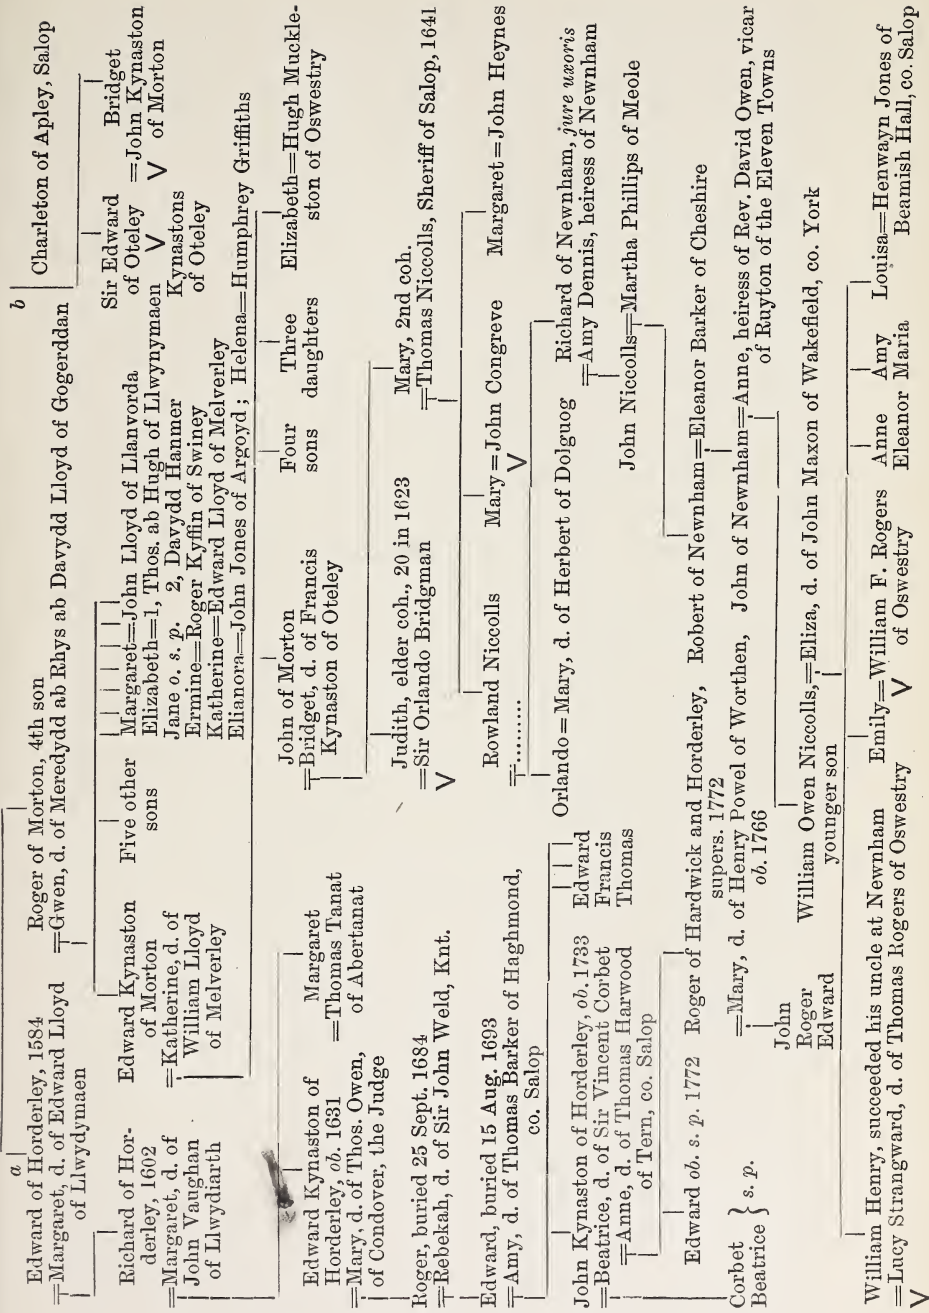 a
b
Edward of Horderley, 1584
=Margaret, d. of Edward Lloyd
of Llwydymaen
Roger of Morton, 4th son
=Gwen, d. of Meredydd ab Rhys ab Davydd Lloyd of Gogerddan
Charleton of Apley, Salop
Richard of Hor-
derley, 1602
=Margaret, d. of
John Vaughan
of Llwydiarth
Edward Kynaston
of Morton
=Katherine, d. of
William Lloyd
of Melverley
Five other
sons
Margaret=John Lloyd of Llanvorda
Elizabeth=1, Thos. ab Hugh of Llwynymaen
Jane o. s. p. 2, Davydd Hanmer
Ermine=Roger Kyffin of Swiney
Katherine=Edward Lloyd of Melverley
Elianora=John Jones of Argoyd; Helena=Humphrey Griffiths
Sir Edward
of Oteley
V
Kynastons
of Oteley
Bridget
=John Kynaston
V of Morton
Edward Kynaston of
Horderley, ob. 1631
=Mary, d. of Thos. Owen,
of Condover, the Judge
Margaret
=Thomas Tanat
of Abertanat
John of Morton
=Bridget, d. of Francis
Kynaston of Oteley
Four
sons
Three
daughters
Elizabeth=Hugh Muckle-
ston of Oswestry
Roger, buried 25 Sept. 1684
=Rebekah, d. of Sir John Weld, Knt.
Judith, elder coh., 20 in 1623
=Sir Orlando Bridgman
V
Mary, 2nd coh.
=Thomas Niccolls, Sheriff of Salop, 1641
Edward, buried 15 Aug. 1693
=Amy, d. of Thomas Barker of Haghmond,
co. Salop
Rowland Niccolls
=.........
Mary=John Congreve
V
Margaret=John Heynes
John Kynaston of Horderley, ob. 1733
=Beatrice, d. of Sir Vincent Corbet
=Anne, d. of Thomas Harwood
of Tern, co. Salop
Edward
Francis
Thomas
Orlando=Mary, d. of Herbert of Dolguog
Richard of Newnham, jure uxoris
=Amy Dennis, heiress of Newnham
John Niccolls=Martha Phillips of Meole
John Niccolls
Edward ob. s. p. 1772
Roger of Hardwick and Horderley,
supers. 1772
=Mary, d. of Henry Powel of Worthen,
ob. 1766
Robert of Newnham=Eleanor Barker of Cheshire
Corbet
Beatrice } s. p.
John of Newnham=Anne, heiress of Rev. David Owen, vicar
of Ruyton of the Eleven Towns
John
Roger
Edward
William Owen Niccolls,=Eliza, d. of John Maxon of Wakefield, co. York
younger son
William Henry, succeeded his uncle at Newnham
=Lucy Strangward, d. of Thomas Rogers of Oswestry
V
Emily=William F. Rogers
V of Oswestry
Anne
Eleanor
Amy
Maria
Louisa=Henwayn Jones of
Beamish Hall, co. Salop